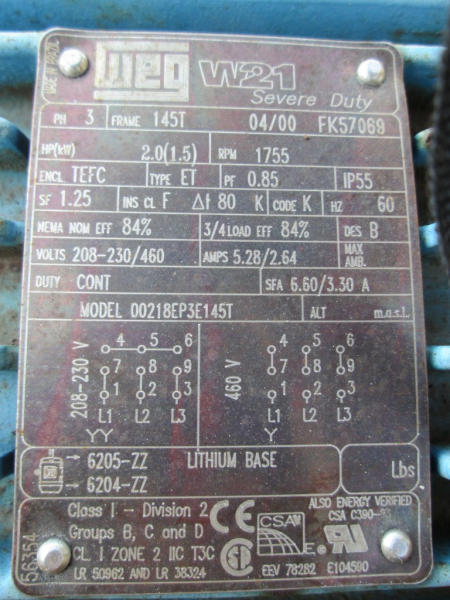 WEG W21
Severe Duty
PH 3 FRAME 145T 04/00 FK57069
HP(kW) 2.0(1.5) RPM 1755
ENCL TEFC TYPE ET PF 0.85 IP55
SF 1.25 INS CL F Δt 80 K CODE K HZ 60
NEMA NOM EFF 84% 3/4 LOAD EFF 84% DES B
VOLTS 208-230/460 AMPS 5.28/2.64 MAX AMB.
DUTY CONT SFA 6.60/3.30 A
MODEL 00218EP3E145T ALT m.a.s.l.
208-230 V 4 5 6 460 V 4 5 6
7 8 9 7 8 9
1 2 3 1 2 3
L1 L2 L3 L1 L2 L3
YY Y
6205-ZZ LITHIUM BASE
6204-ZZ Lbs
Class I - Division 2 CE ALSO ENERGY VERIFIED
Groups B, C and D CSA
CL I ZONE 2 IIC T3C
LR 50962 AND LR 38324 EEV 78282 E104590
56354